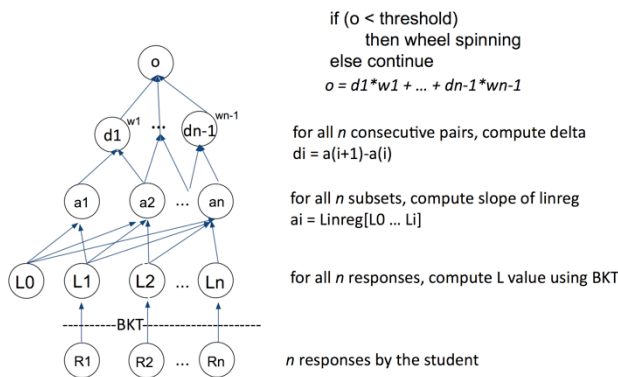 if (o < threshold)
then wheel spinning
else continue
o
o = d1*w1 + ... + dn-1*wn-1
w1
wn-1
d1
...
dn-1
for all n consecutive pairs, compute delta
di = a(i+1)-a(i)
a1
a2
...
an
for all n subsets, compute slope of linreg
ai = Linreg[L0 ... Li]
L0
L1
L2
...
Ln
for all n responses, compute L value using BKT
BKT
R1
R2
...
Rn
n responses by the student